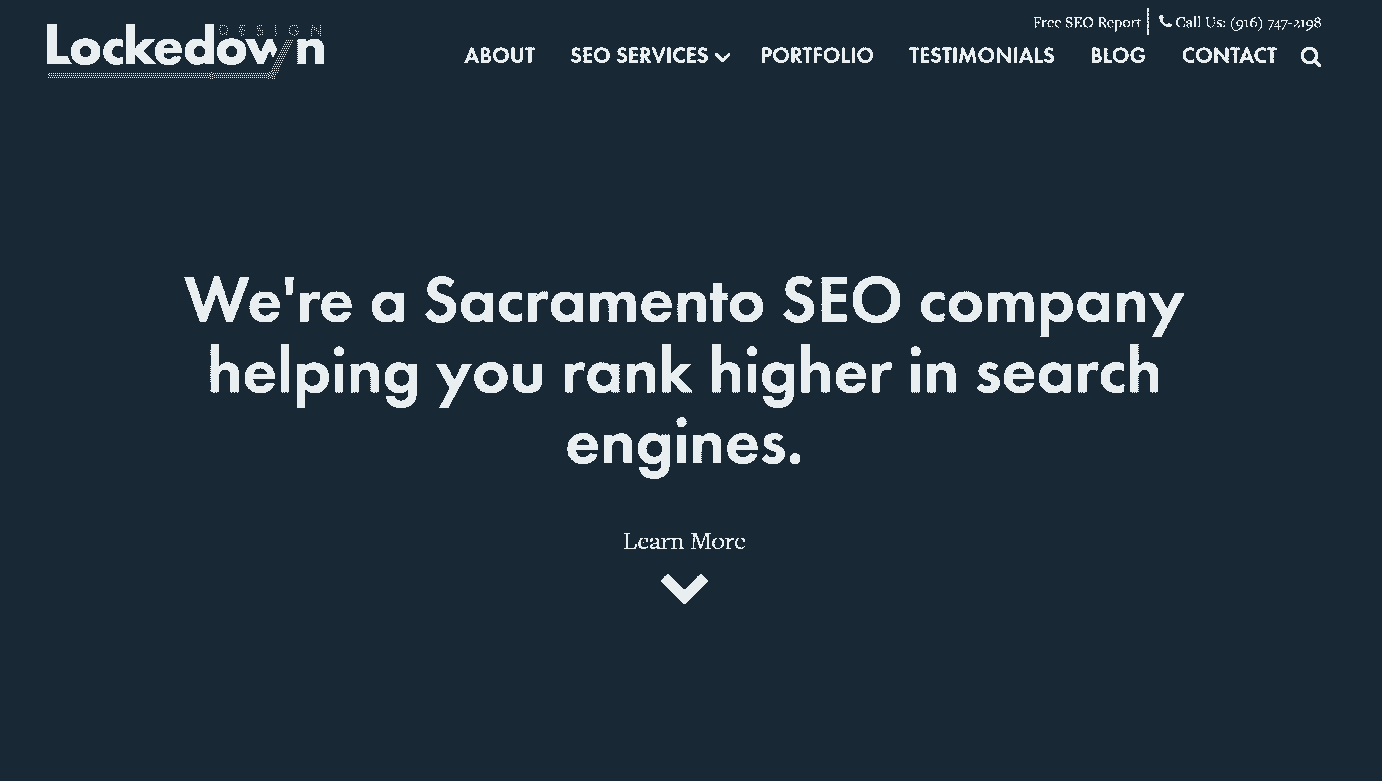 Free SEO Report
Call Us: (916) 747-2198
Lockedown
DESIGN
ABOUT SEO SERVICES PORTFOLIO TESTIMONIALS BLOG CONTACT
We're a Sacramento SEO company
helping you rank higher in search
engines.
Learn More